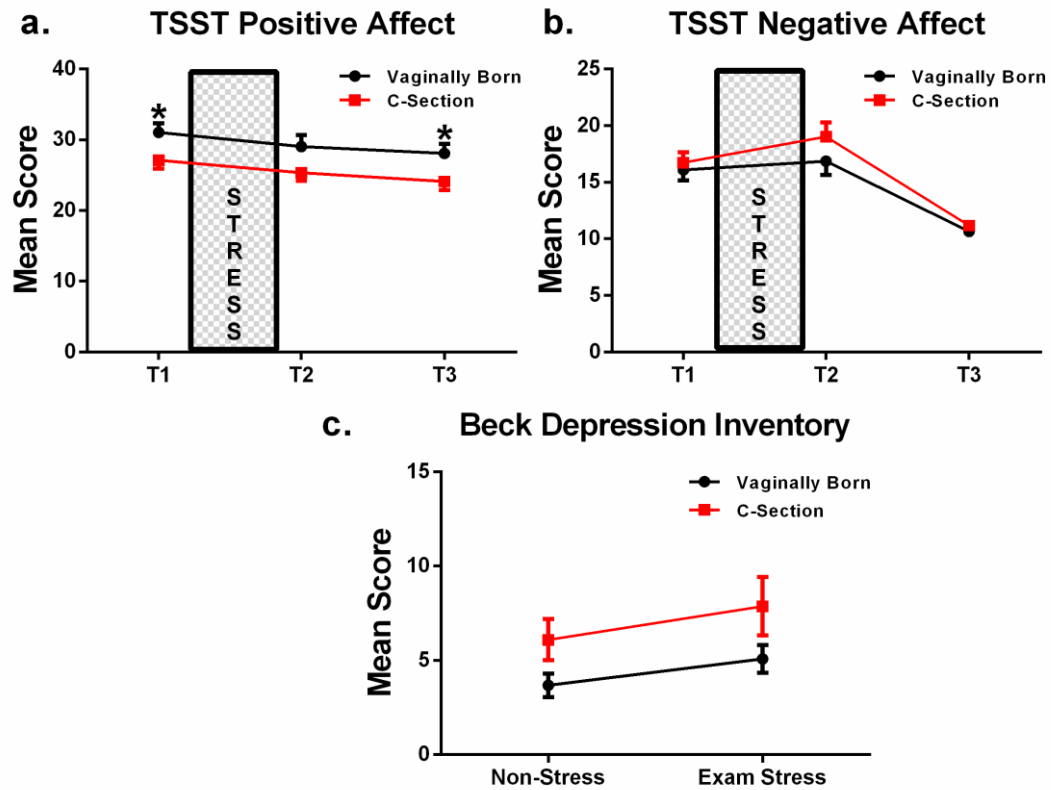 a. TSST Positive Affect
Mean Score
40
30
20
10
0
Vaginally Born
C-Section
*
*
STRESS
T1 T2 T3
b. TSST Negative Affect
Mean Score
25
20
15
10
5
0
Vaginally Born
C-Section
STRESS
T1 T2 T3
c. Beck Depression Inventory
Mean Score
15
10
5
0
Vaginally Born
C-Section
Non-Stress Exam Stress